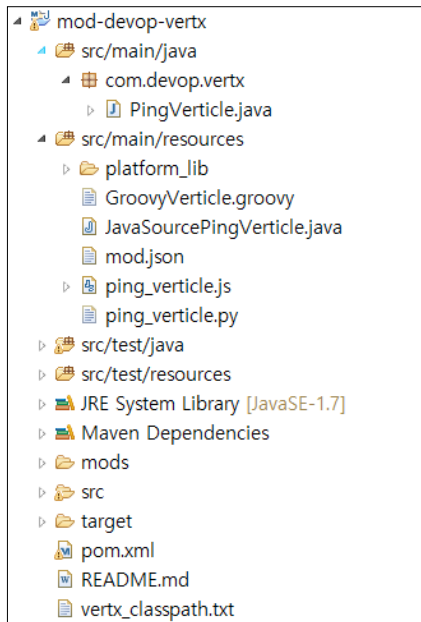 mod-devop-vertx
src/main/java
com.devop.vertx
PingVerticle.java
src/main/resources
platform_lib
GroovyVerticle.groovy
JavaSourcePingVerticle.java
mod.json
ping_verticle.js
ping_verticle.py
src/test/java
src/test/resources
JRE System Library [JavaSE-1.7]
Maven Dependencies
mods
src
target
pom.xml
README.md
vertx_classpath.txt